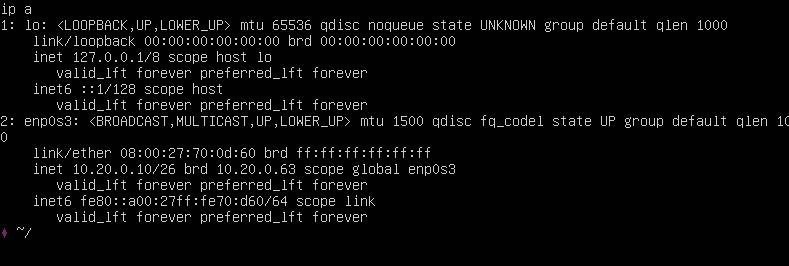 ip a
1: lo: <LOOPBACK,UP,LOWER_UP> mtu 65536 qdisc noqueue state UNKNOWN group default qlen 1000
    link/loopback 00:00:00:00:00:00 brd 00:00:00:00:00:00
    inet 127.0.0.1/8 scope host lo
       valid_lft forever preferred_lft forever
    inet6 ::1/128 scope host
       valid_lft forever preferred_lft forever
2: enp0s3: <BROADCAST,MULTICAST,UP,LOWER_UP> mtu 1500 qdisc fq_codel state UP group default qlen 100
0
    link/ether 08:00:27:70:0d:60 brd ff:ff:ff:ff:ff:ff
    inet 10.20.0.10/26 brd 10.20.0.63 scope global enp0s3
       valid_lft forever preferred_lft forever
    inet6 fe80::a00:27ff:fe70:d60/64 scope link
       valid_lft forever preferred_lft forever
♦ ~/